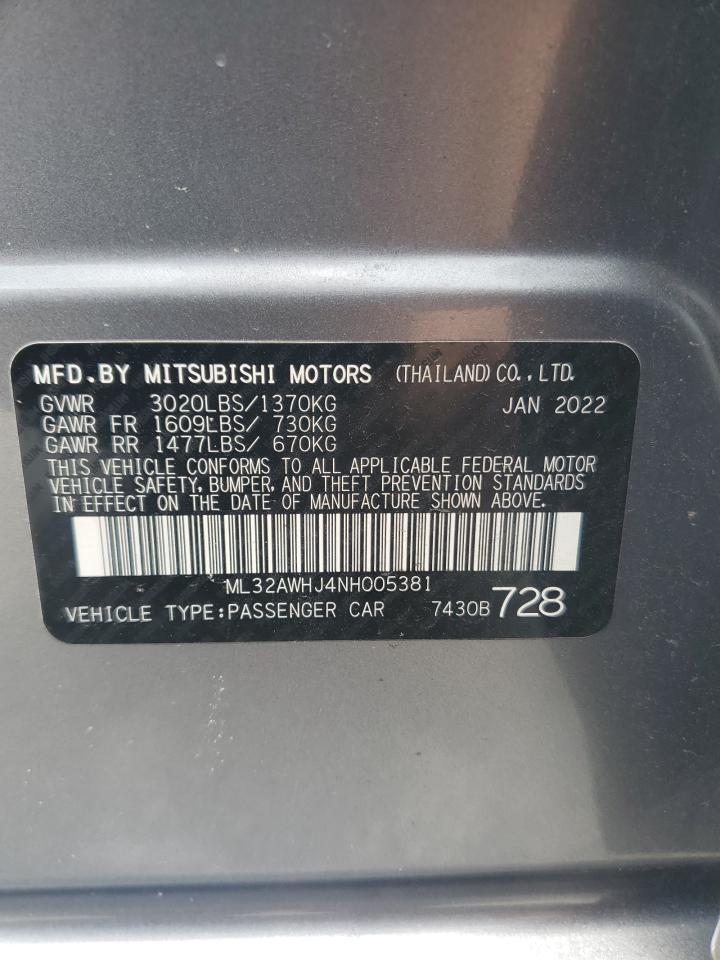 MFD.BY MITSUBISHI MOTORS (THAILAND) CO., LTD.
GVWR 3020LBS/1370KG JAN 2022
GAWR FR 1609LBS/ 730KG
GAWR RR 1477LBS/ 670KG
THIS VEHICLE CONFORMS TO ALL APPLICABLE FEDERAL MOTOR
VEHICLE SAFETY, BUMPER, AND THEFT PREVENTION STANDARDS
IN EFFECT ON THE DATE OF MANUFACTURE SHOWN ABOVE.
ML32AWHJ4NH005381
VEHICLE TYPE:PASSENGER CAR 7430B 728